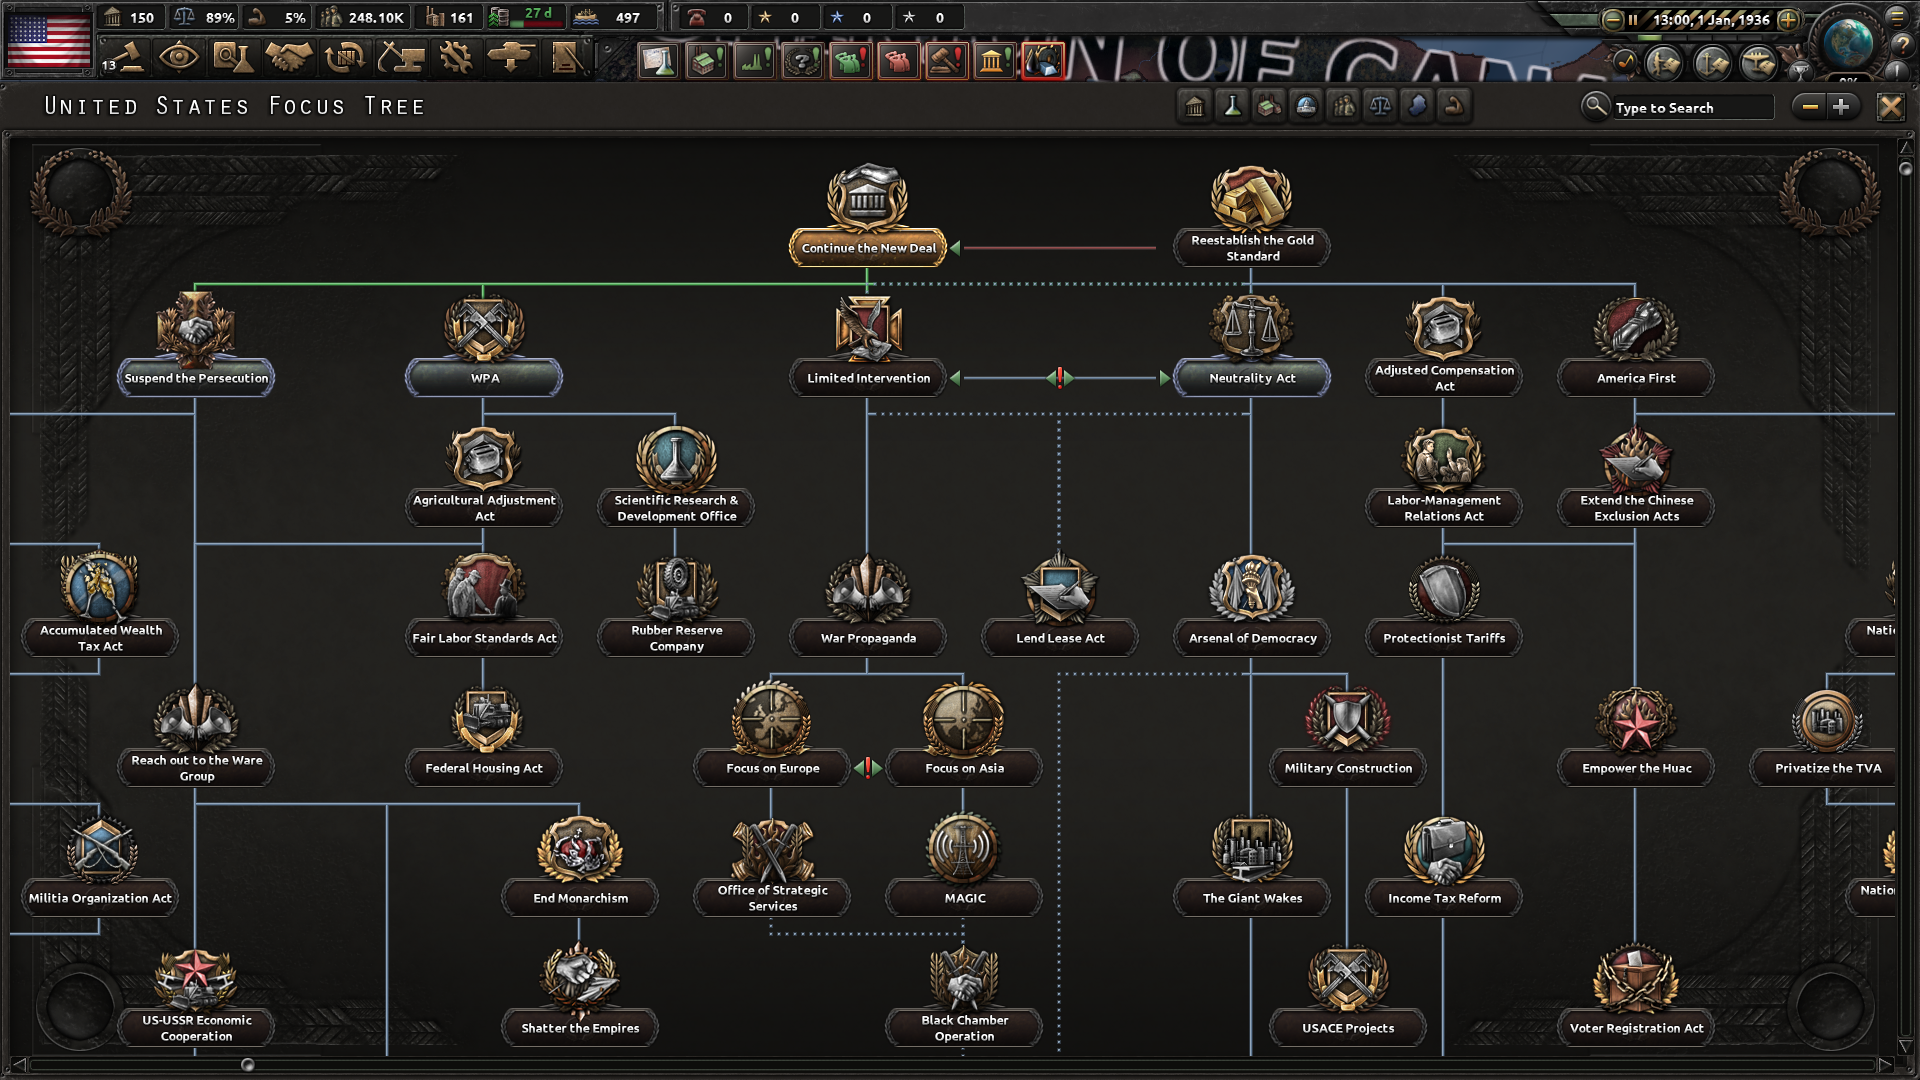 150
89%
5%
248.10K
161
27 d
497
0
0
0
0
13:00, 1 Jan, 1936
13
N OF CAN
0%
United States Focus Tree
Type to Search
Continue the New Deal
Reestablish the Gold
Standard
Suspend the Persecution
WPA
Limited Intervention
Neutrality Act
Adjusted Compensation
Act
America First
Agricultural Adjustment
Act
Scientific Research &
Development Office
Labor-Management
Relations Act
Extend the Chinese
Exclusion Acts
Accumulated Wealth
Tax Act
Fair Labor Standards Act
Rubber Reserve
Company
War Propaganda
Lend Lease Act
Arsenal of Democracy
Protectionist Tariffs
Natio
Reach out to the Ware
Group
Federal Housing Act
Focus on Europe
Focus on Asia
Military Construction
Empower the Huac
Privatize the TVA
Militia Organization Act
End Monarchism
Office of Strategic
Services
MAGIC
The Giant Wakes
Income Tax Reform
Natio
US-USSR Economic
Cooperation
Shatter the Empires
Black Chamber
Operation
USACE Projects
Voter Registration Act